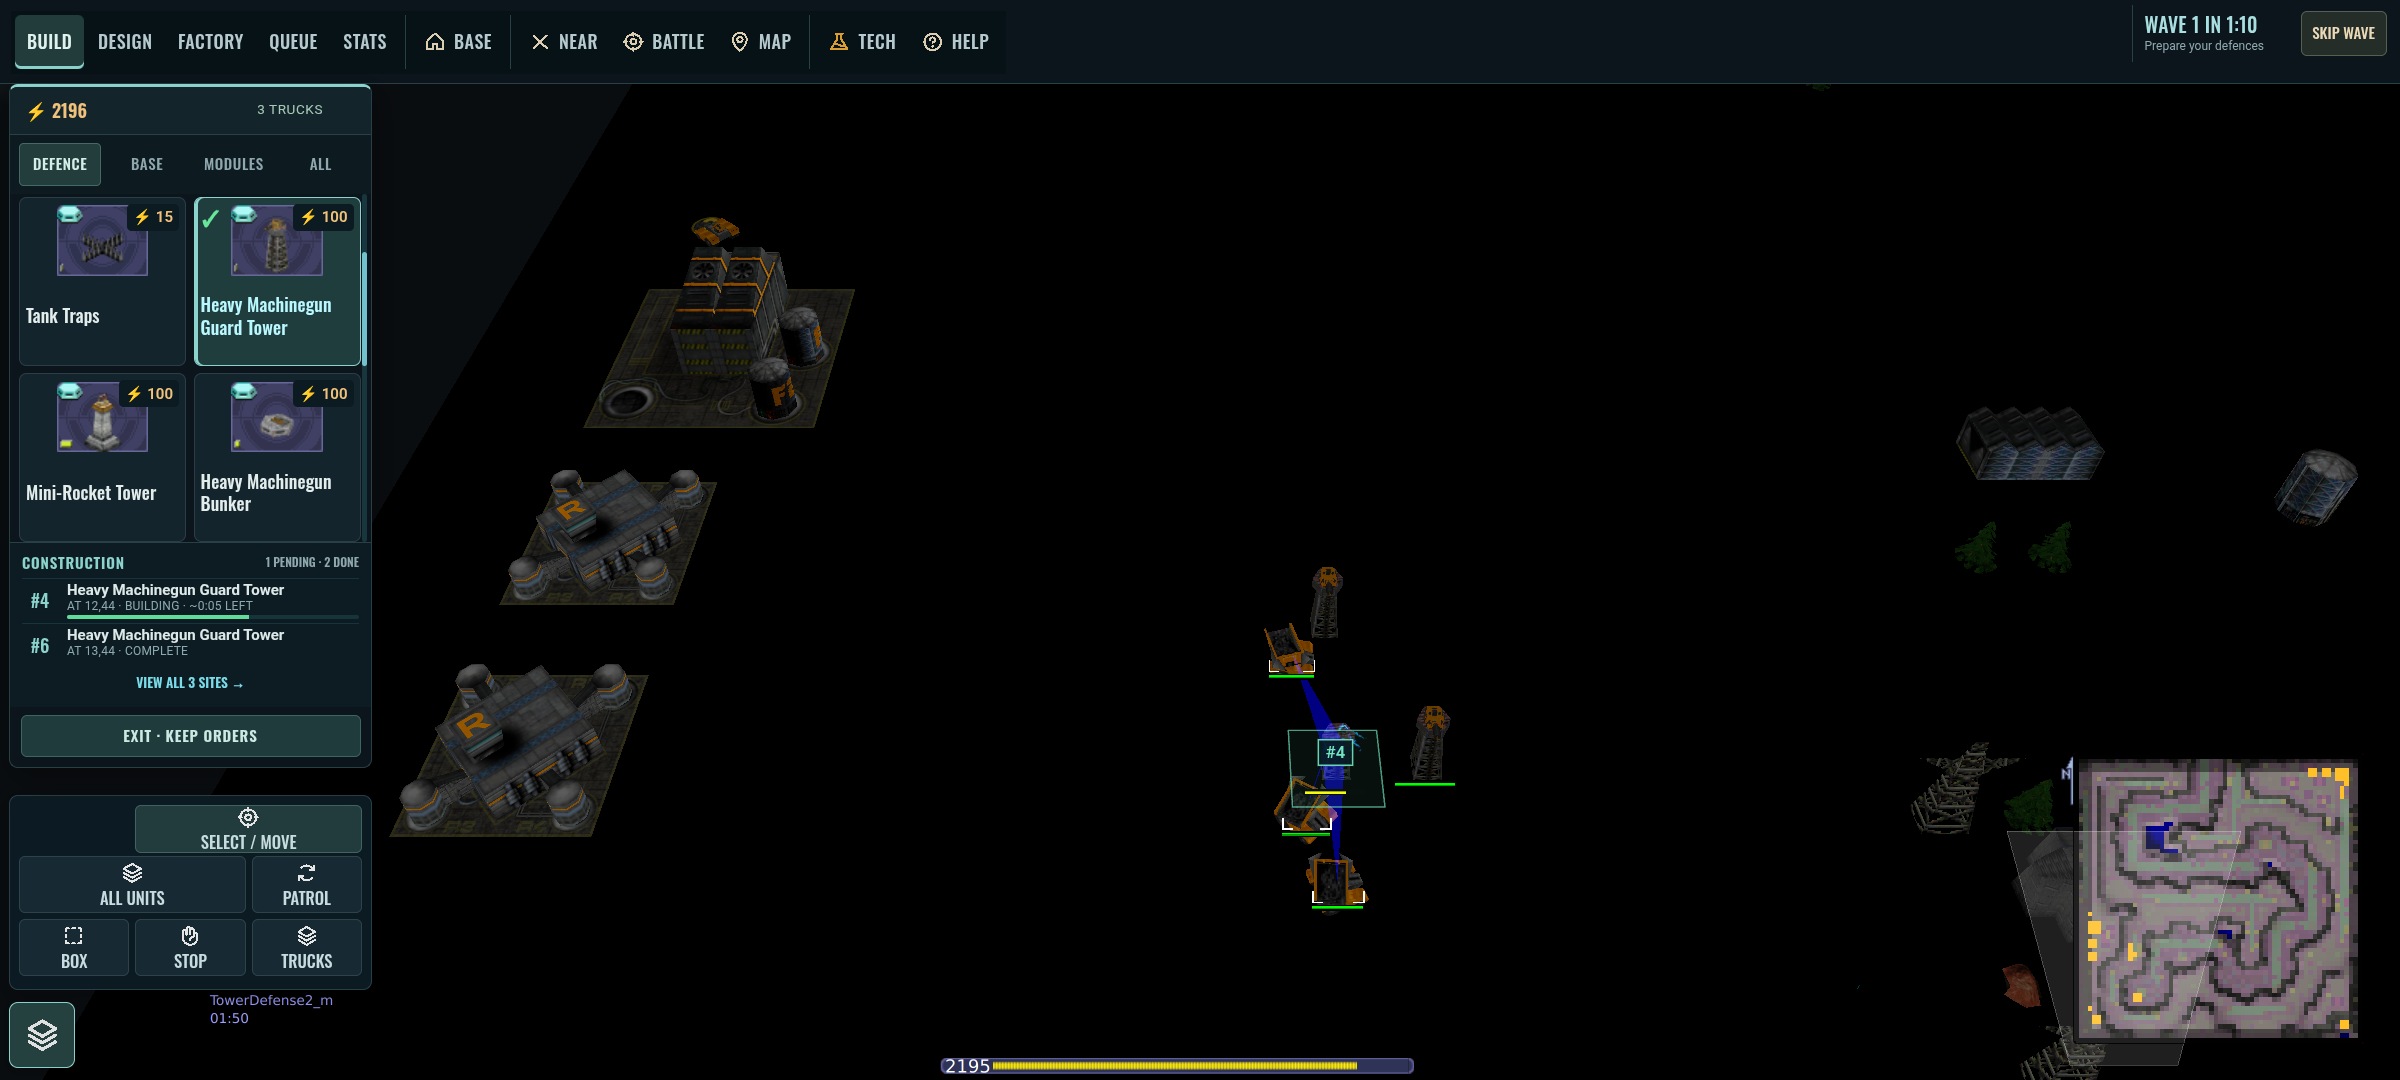 BUILD DESIGN FACTORY QUEUE STATS BASE NEAR BATTLE MAP TECH HELP
WAVE 1 IN 1:10
Prepare your defences
SKIP WAVE
2196
3 TRUCKS
DEFENCE BASE MODULES ALL
15
Tank Traps
100
Heavy Machinegun
Guard Tower
100
Mini-Rocket Tower
100
Heavy Machinegun
Bunker
CONSTRUCTION
1 PENDING · 2 DONE
#4
Heavy Machinegun Guard Tower
AT 12,44 · BUILDING · ~0:05 LEFT
#6
Heavy Machinegun Guard Tower
AT 13,44 · COMPLETE
VIEW ALL 3 SITES →
EXIT · KEEP ORDERS
SELECT / MOVE
ALL UNITS
PATROL
BOX
STOP
TRUCKS
TowerDefense2_m
01:50
R
R
#4
N
2195